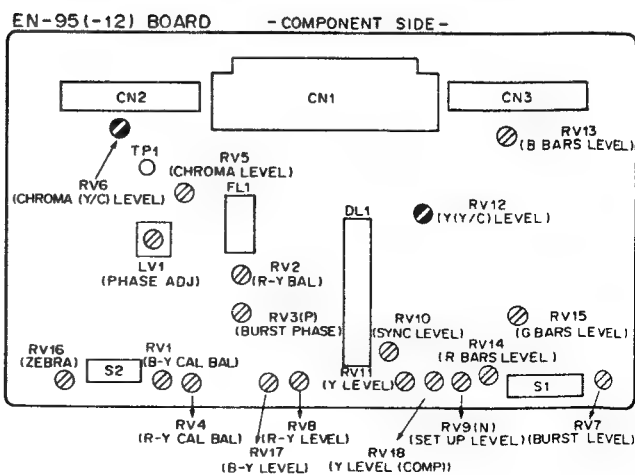 EN-95(-12) BOARD
-COMPONENT SIDE-
CN2
CN1
CN3
RV13
(B BARS LEVEL)
TP1
RV5
(CHROMA LEVEL)
RV6
(CHROMA (Y/C) LEVEL)
FL1
DL1
RV12
(Y(Y/C) LEVEL)
LV1
(PHASE ADJ)
RV2
(R-Y BAL)
RV3(P)
(BURST PHASE)
RV10
(SYNC LEVEL)
RV15
(G BARS LEVEL)
RV14
(R BARS LEVEL)
RV16
(ZEBRA)
S2
RV1
(B-Y CAL BAL)
RV11
(Y LEVEL)
S1
RV4
(R-Y CAL BAL)
RV8
(R-Y LEVEL)
RV17
(B-Y LEVEL)
RV18
(Y LEVEL (COMP))
RV9(N)
(SET UP LEVEL)
RV7
(BURST LEVEL)